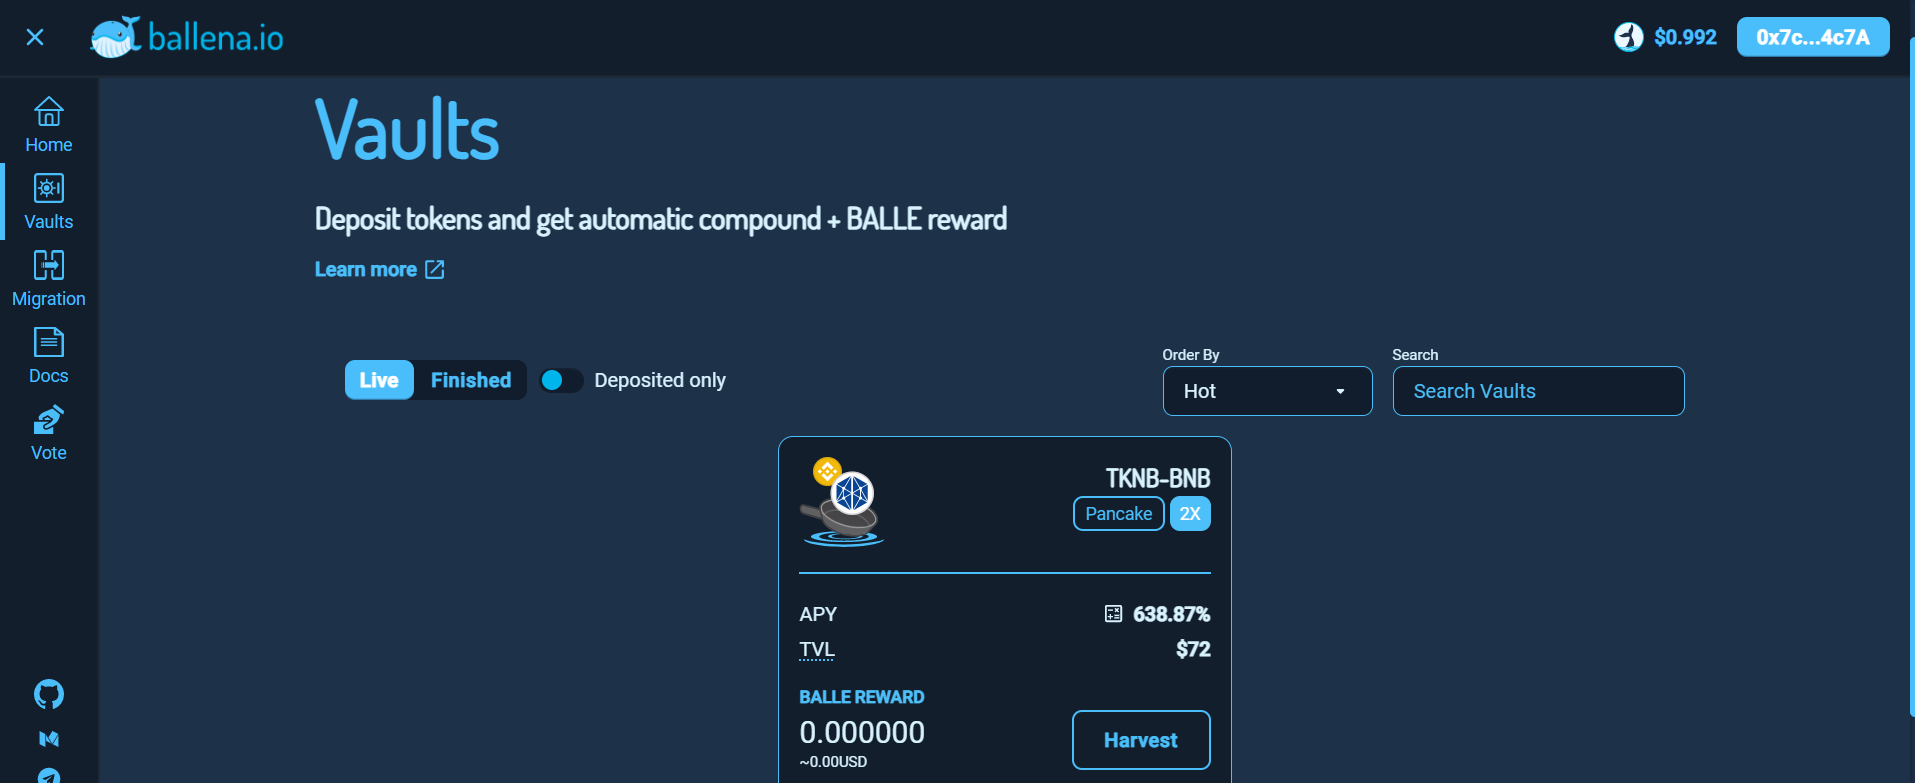 ballena.io
$0.992
0x7c...4c7A
Home
Vaults
Migration
Docs
Vote
Vaults
Deposit tokens and get automatic compound + BALLE reward
Learn more
Live
Finished
Deposited only
Order By
Hot
Search
Search Vaults
TKNB-BNB
Pancake
2X
APY
638.87%
TVL
$72
BALLE REWARD
0.000000
~0.00USD
Harvest